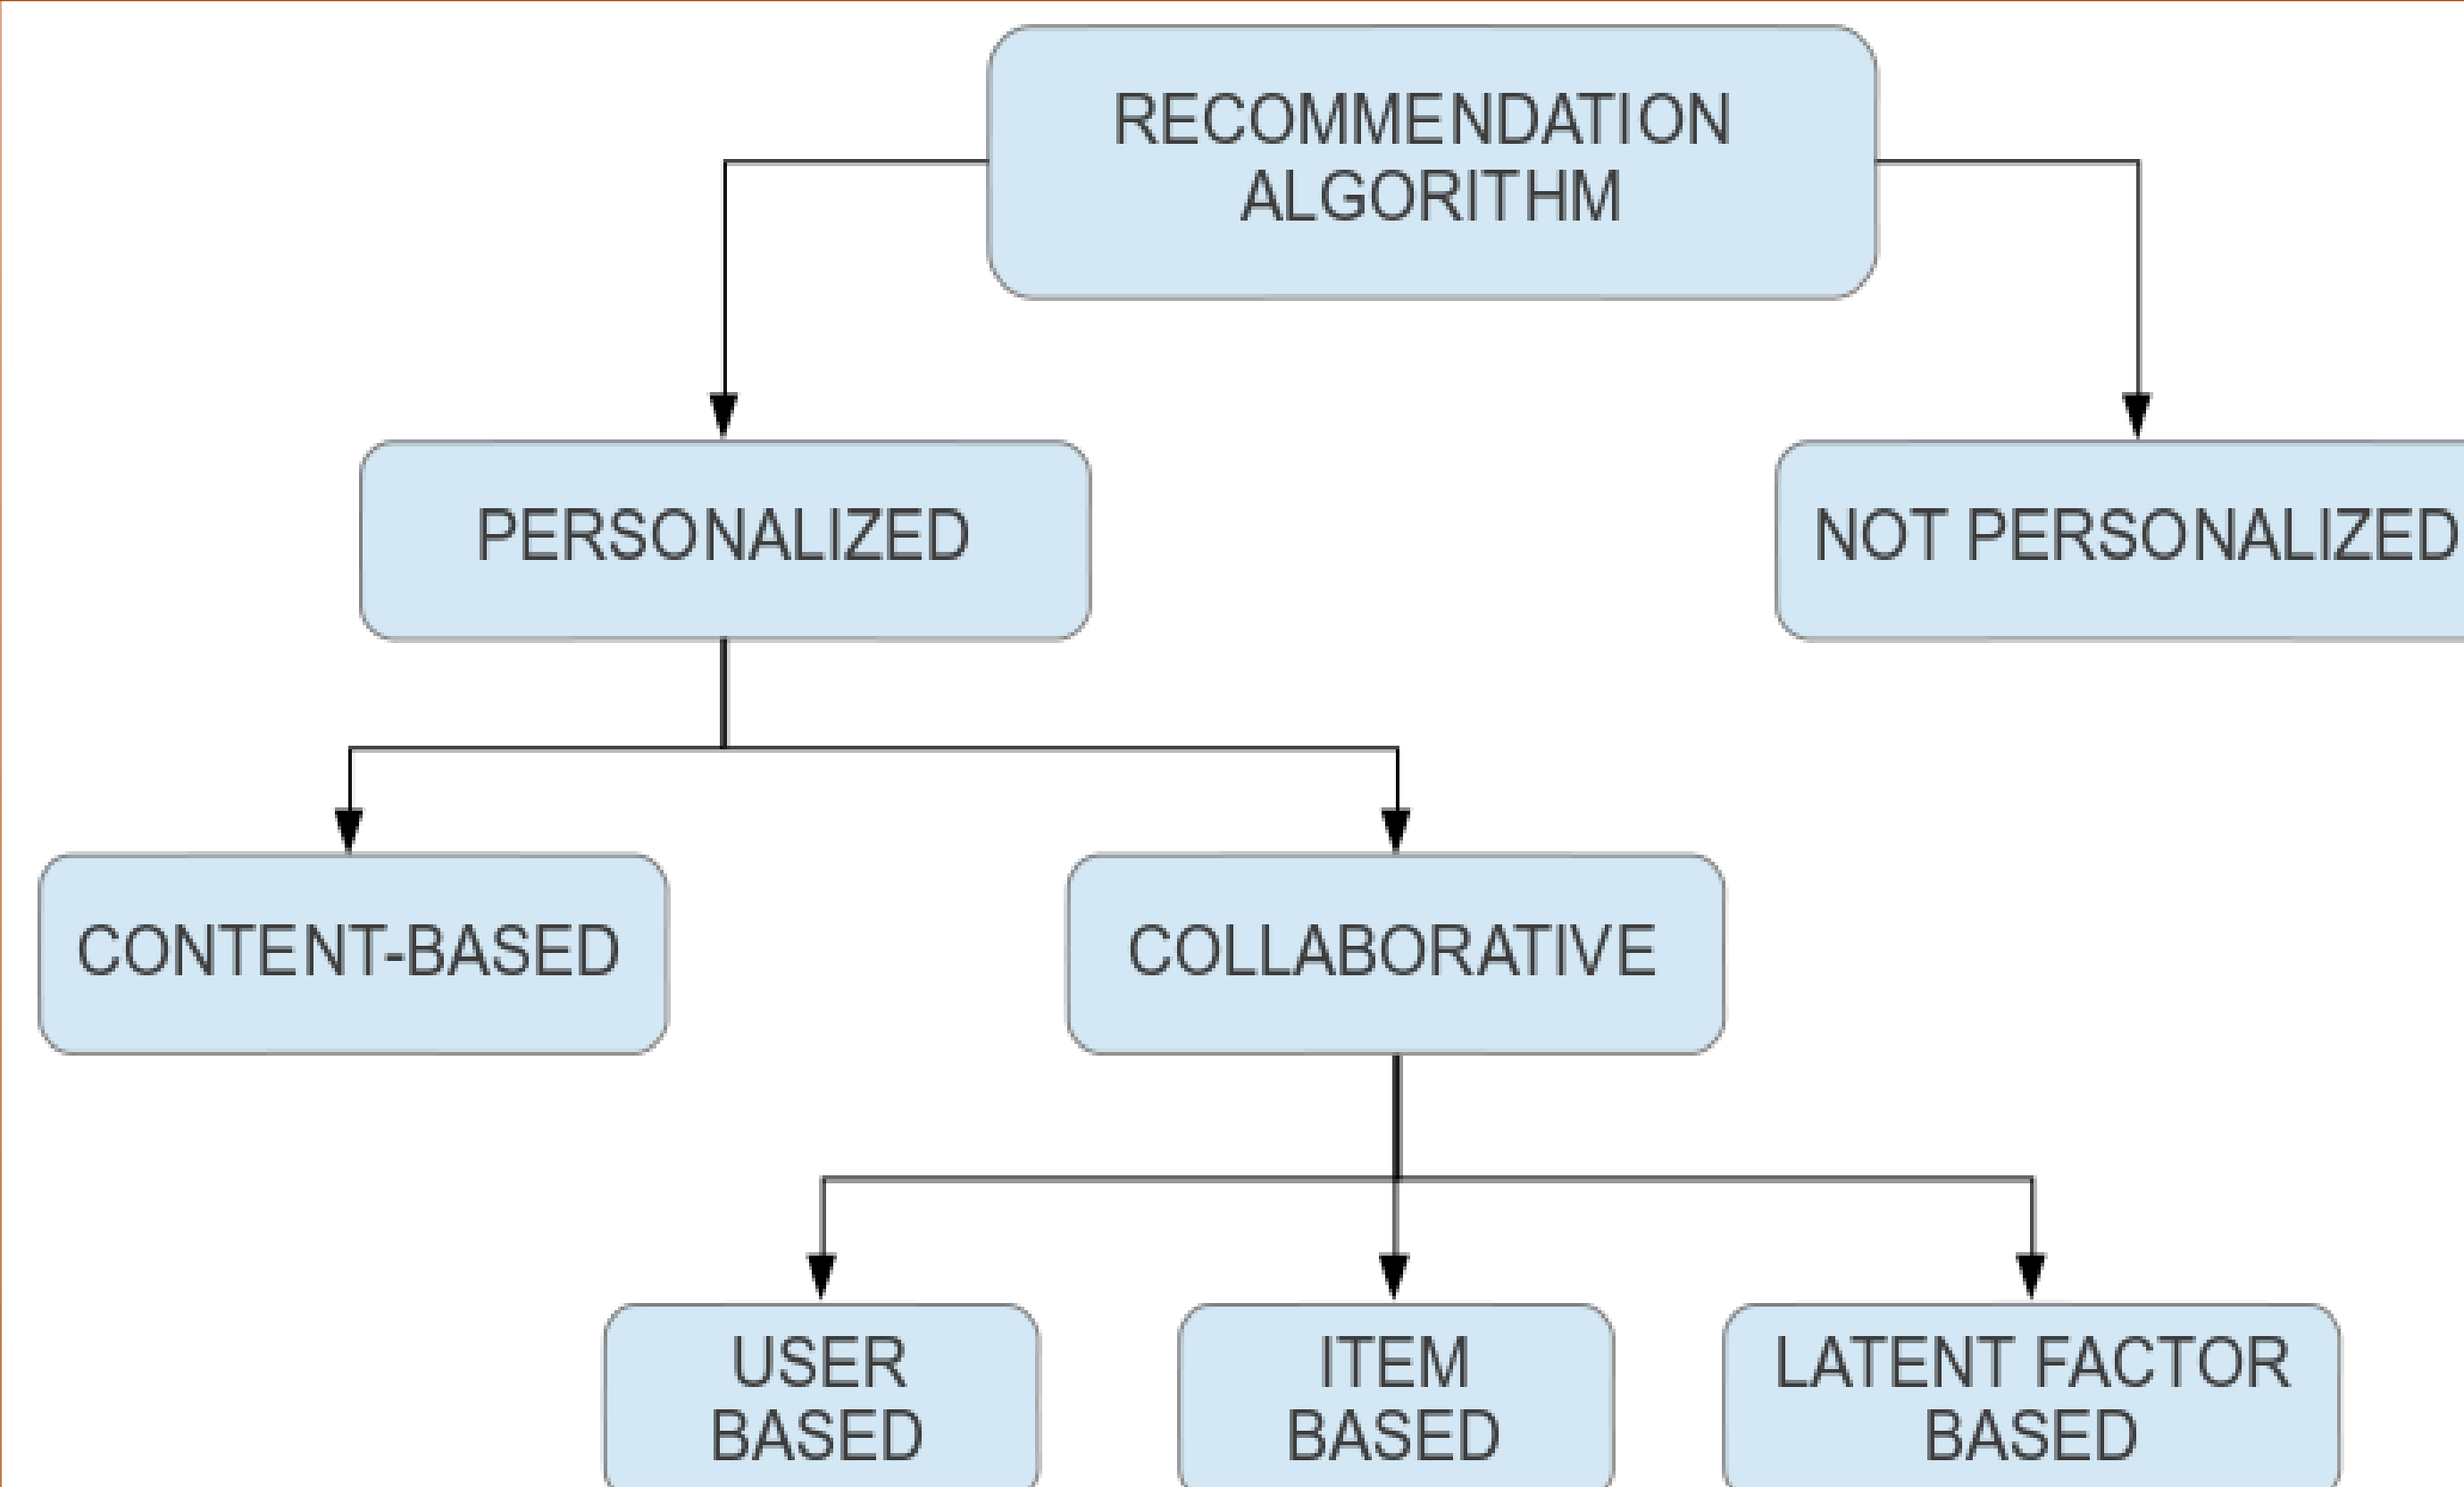 RECOMMENDATION
ALGORITHM
PERSONALIZED
NOT PERSONALIZED
CONTENT-BASED
COLLABORATIVE
USER
BASED
ITEM
BASED
LATENT FACTOR
BASED